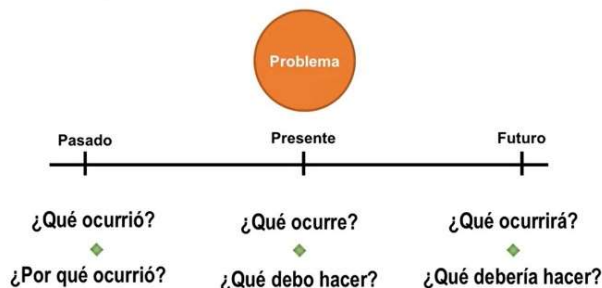 Problema
Pasado Presente Futuro
¿Qué ocurrió? ¿Qué ocurre? ¿Qué ocurrirá?
¿Por qué ocurrió? ¿Qué debo hacer? ¿Qué debería hacer?